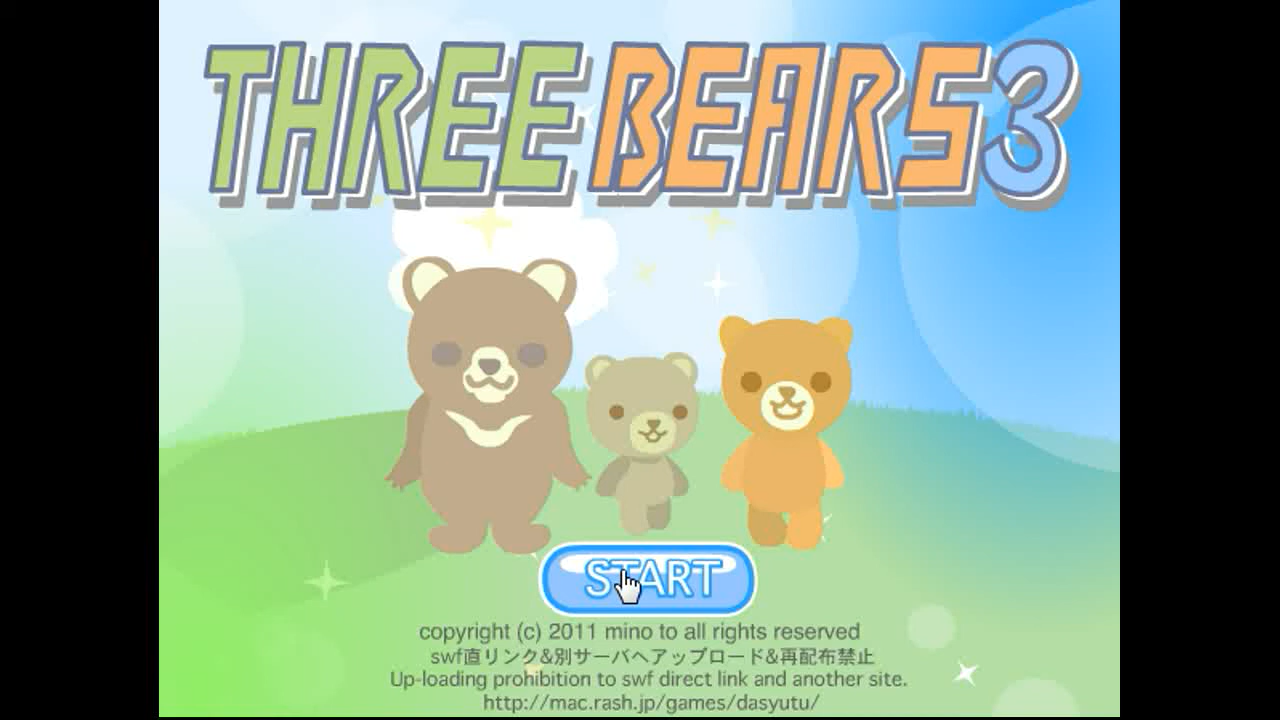 THREE BEARS 3
START
copyright (c) 2011 mino to all rights reserved
swf直リンク&別サーバへアップロード&再配布禁止
Up-loading prohibition to swf direct link and another site.
http://mac.rash.jp/games/dasyutu/